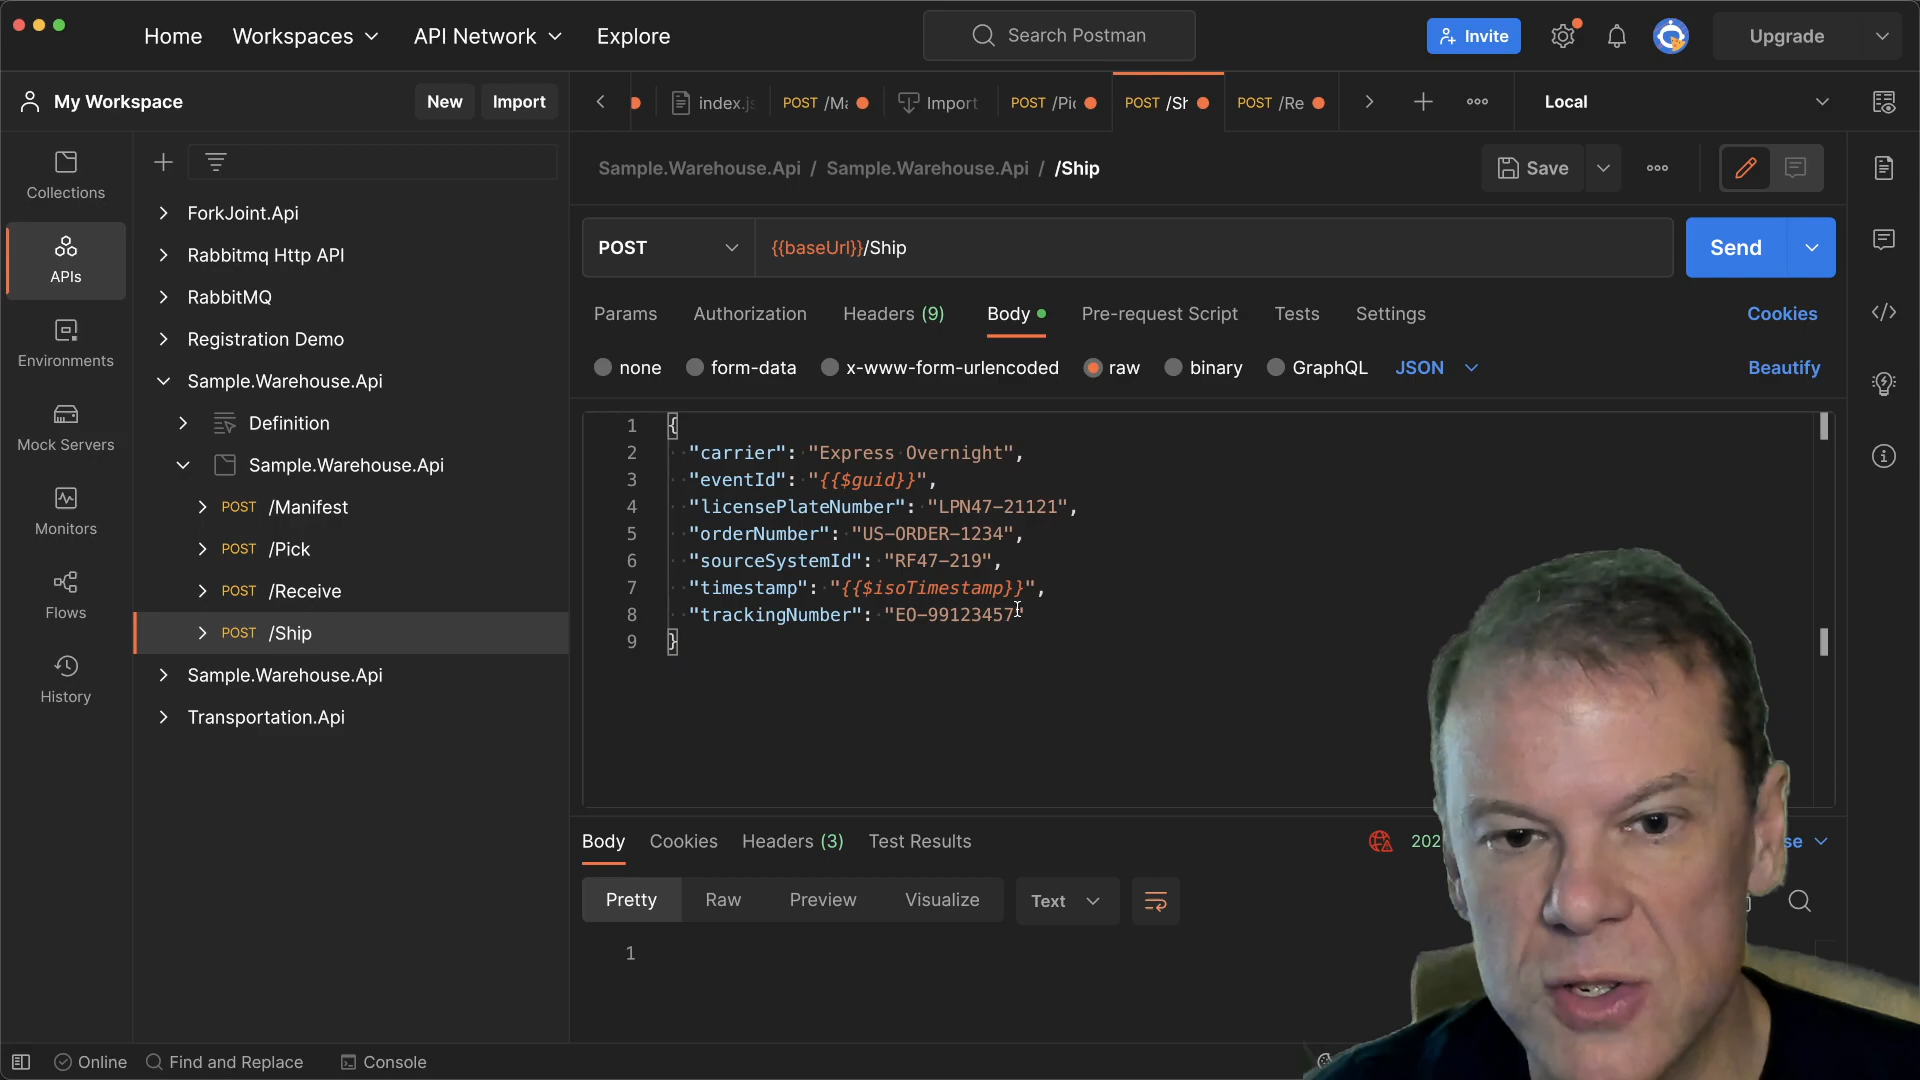 Home Workspaces API Network Explore Search Postman Invite Upgrade
My Workspace New Import index.js POST /Ma Import POST /Pic POST /Sh POST /Re Local
Sample.Warehouse.Api / Sample.Warehouse.Api / /Ship Save
POST {{baseUrl}}/Ship Send
Params Authorization Headers (9) Body Pre-request Script Tests Settings Cookies
none form-data x-www-form-urlencoded raw binary GraphQL JSON Beautify
Collections
APIs
Environments
Mock Servers
Monitors
Flows
History
ForkJoint.Api
Rabbitmq Http API
RabbitMQ
Registration Demo
Sample.Warehouse.Api
Definition
Sample.Warehouse.Api
POST /Manifest
POST /Pick
POST /Receive
POST /Ship
Sample.Warehouse.Api
Transportation.Api
1 {
2 "carrier": "Express Overnight",
3 "eventId": "{{$guid}}",
4 "licensePlateNumber": "LPN47-21121",
5 "orderNumber": "US-ORDER-1234",
6 "sourceSystemId": "RF47-219",
7 "timestamp": "{{$isoTimestamp}}",
8 "trackingNumber": "EO-99123457"
9 }
Body Cookies Headers (3) Test Results 202
Pretty Raw Preview Visualize Text
1
Online Find and Replace Console